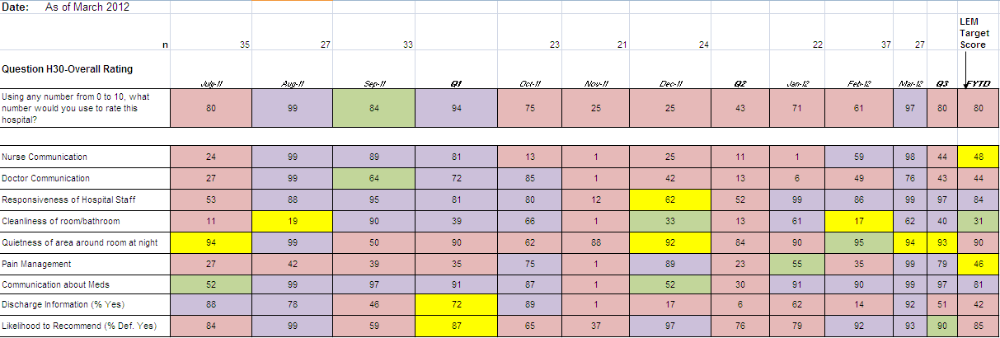 Date: As of March 2012
LEM
Target
Score
n 35 27 33 23 21 24 22 37 27
Question H30-Overall Rating
July-11 Aug-11 Sep-11 Q1 Oct-11 Nov-11 Dec-11 Q2 Jan-12 Feb-12 Mar-12 Q3 FYTD
Using any number from 0 to 10, what
number would you use to rate this
hospital?
80 99 84 94 75 25 25 43 71 61 97 80 80
Nurse Communication 24 99 89 81 13 1 25 11 1 59 98 44 48
Doctor Communication 27 99 64 72 85 1 42 13 6 49 76 43 44
Responsiveness of Hospital Staff 53 88 95 81 80 12 62 52 99 86 99 97 84
Cleanliness of room/bathroom 11 19 90 39 66 1 33 13 61 17 62 40 31
Quietness of area around room at night 94 99 50 90 62 88 92 84 90 95 94 93 90
Pain Management 27 42 39 35 75 1 89 23 55 35 99 79 46
Communication about Meds 52 99 97 91 87 1 52 30 91 90 99 97 81
Discharge Information (% Yes) 88 78 46 72 89 1 17 6 62 14 92 51 42
Likelihood to Recommend (% Def. Yes) 84 99 59 87 65 37 97 76 79 92 93 90 85